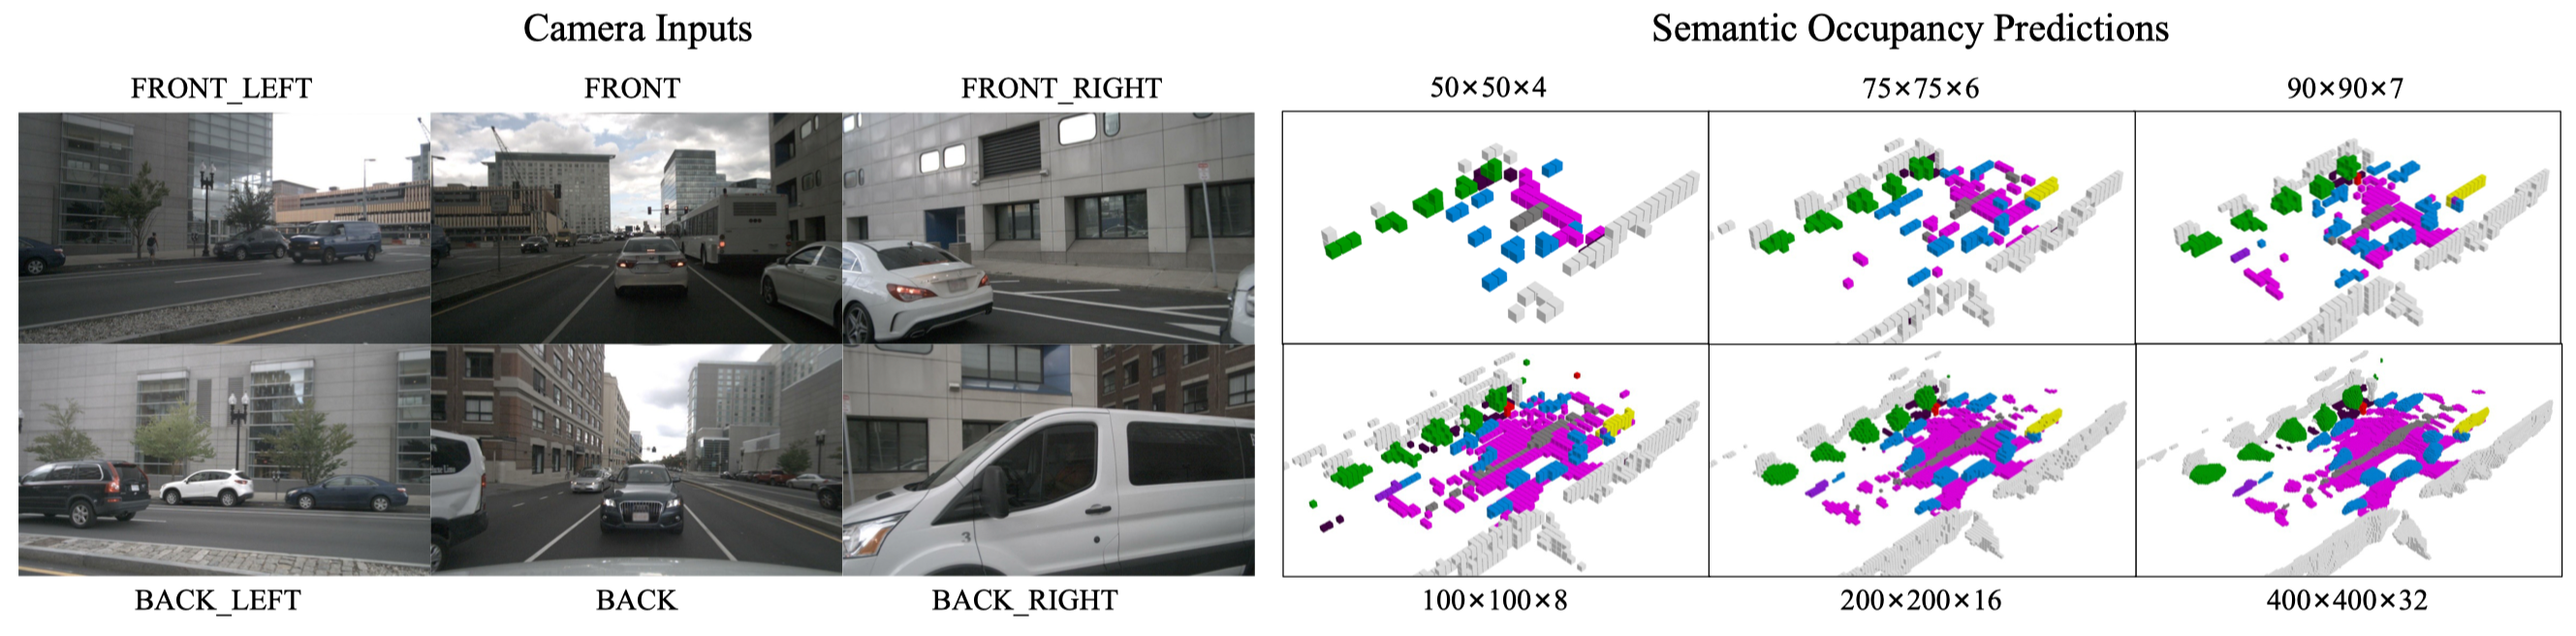 Camera Inputs
Semantic Occupancy Predictions
FRONT_LEFT
FRONT
FRONT_RIGHT
50×50×4
75×75×6
90×90×7
3
BACK_LEFT
BACK
BACK_RIGHT
100×100×8
200×200×16
400×400×32